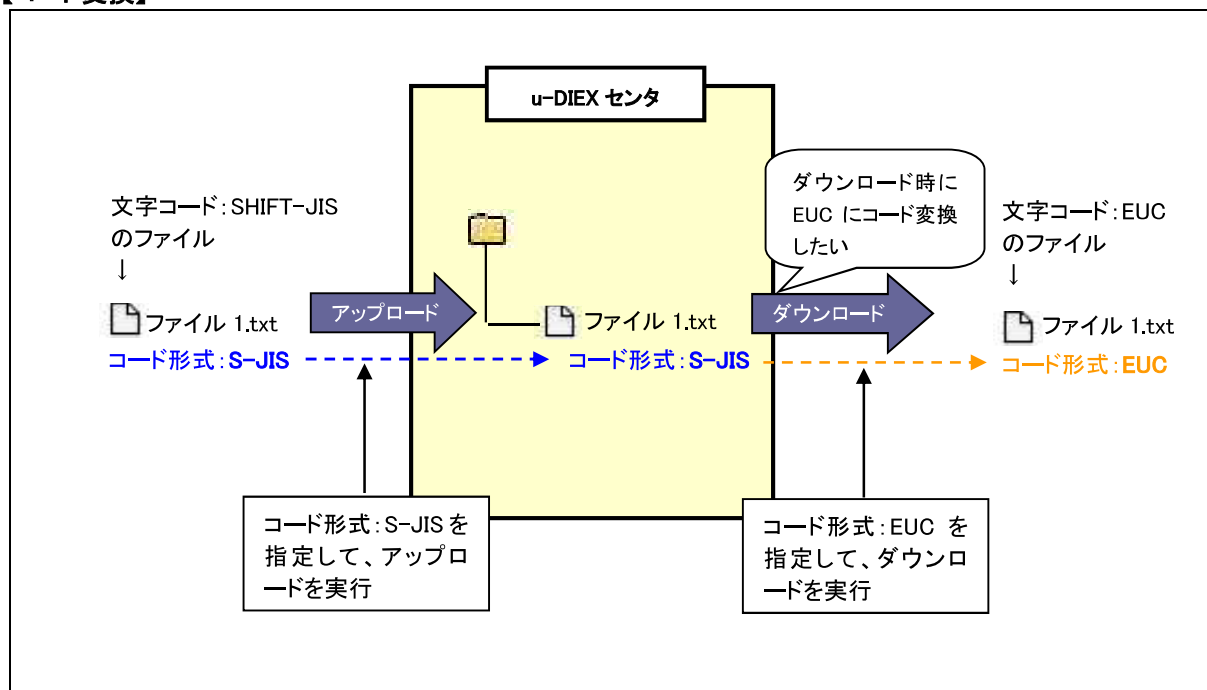 変換】
u-DIEX センタ
ダウンロード時に
EUC にコード変換
したい
文字コード:SHIFT-JIS
のファイル
↓
ファイル 1.txt
コード形式:S-JIS
アップロード
ファイル 1.txt
コード形式:S-JIS
ダウンロード
文字コード:EUC
のファイル
↓
ファイル 1.txt
コード形式:EUC
コード形式:S-JIS を
指定して、アップロ
ードを実行
コード形式:EUC を
指定して、ダウンロ
ードを実行